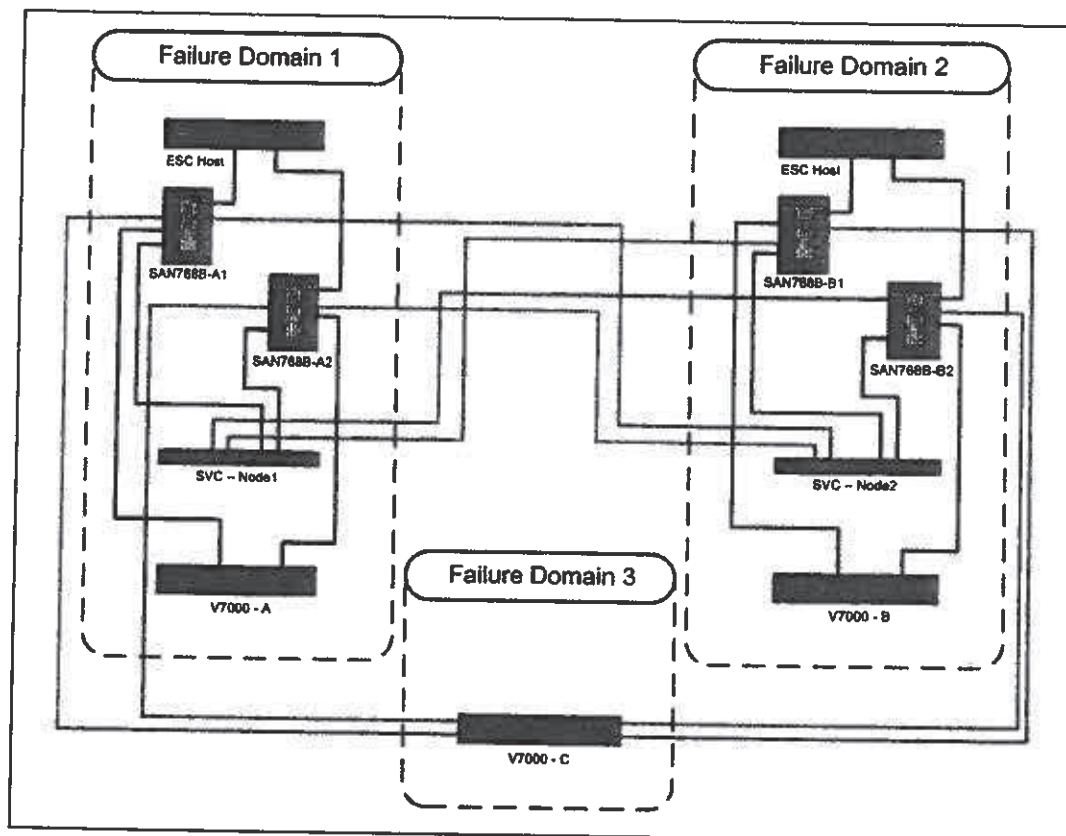 Failure Domain 1
Failure Domain 2
ESC Host
ESC Host
SAN768B-A1
SAN768B-B1
SAN768B-A2
SAN768B-B2
SVC – Node1
SVC – Node2
Failure Domain 3
V7000 - A
V7000 - B
V7000 - C